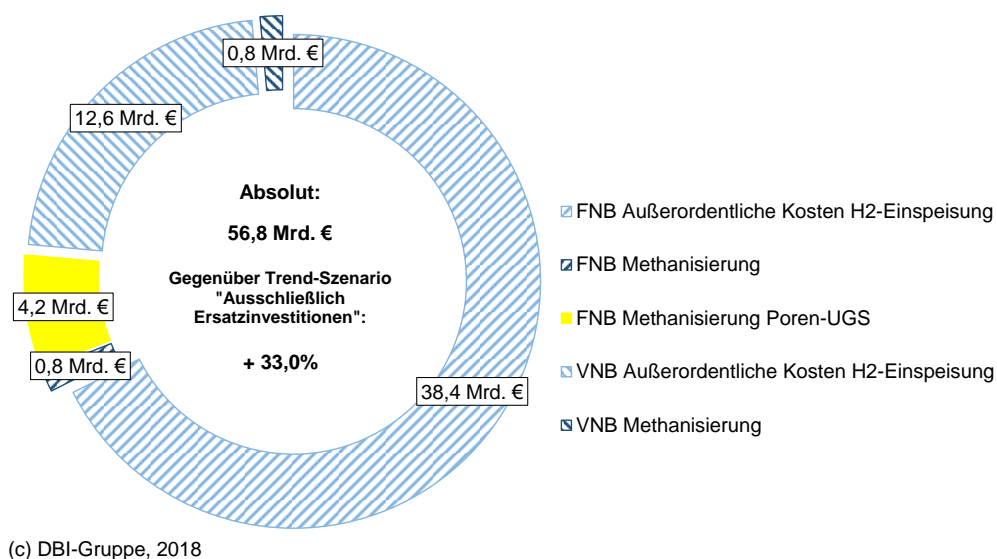 0,8 Mrd. €
12,6 Mrd. €
Absolut:
56,8 Mrd. €
Gegenüber Trend-Szenario
"Ausschließlich
Ersatzinvestitionen":
+ 33,0%
4,2 Mrd. €
0,8 Mrd. €
38,4 Mrd. €
FNB Außerordentliche Kosten H2-Einspeisung
FNB Methanisierung
FNB Methanisierung Poren-UGS
VNB Außerordentliche Kosten H2-Einspeisung
VNB Methanisierung
(c) DBI-Gruppe, 2018